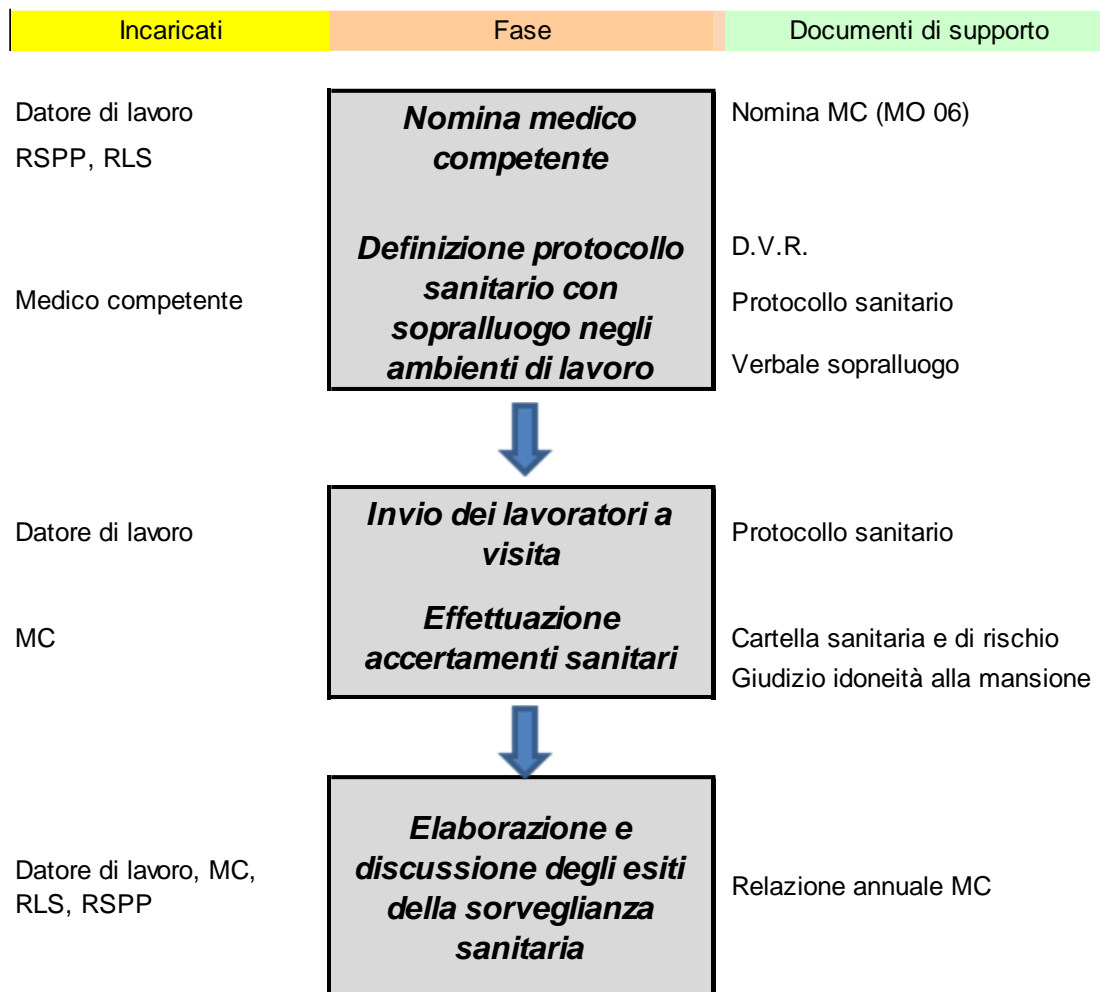 Incaricati Fase Documenti di supporto
Datore di lavoro
RSPP, RLS
Nomina medico
competente
Nomina MC (MO 06)
Medico competente
Definizione protocollo
sanitario con
sopralluogo negli
ambienti di lavoro
D.V.R.
Protocollo sanitario
Verbale sopralluogo
Datore di lavoro
Invio dei lavoratori a
visita
Protocollo sanitario
MC
Effettuazione
accertamenti sanitari
Cartella sanitaria e di rischio
Giudizio idoneità alla mansione
Datore di lavoro, MC,
RLS, RSPP
Elaborazione e
discussione degli esiti
della sorveglianza
sanitaria
Relazione annuale MC